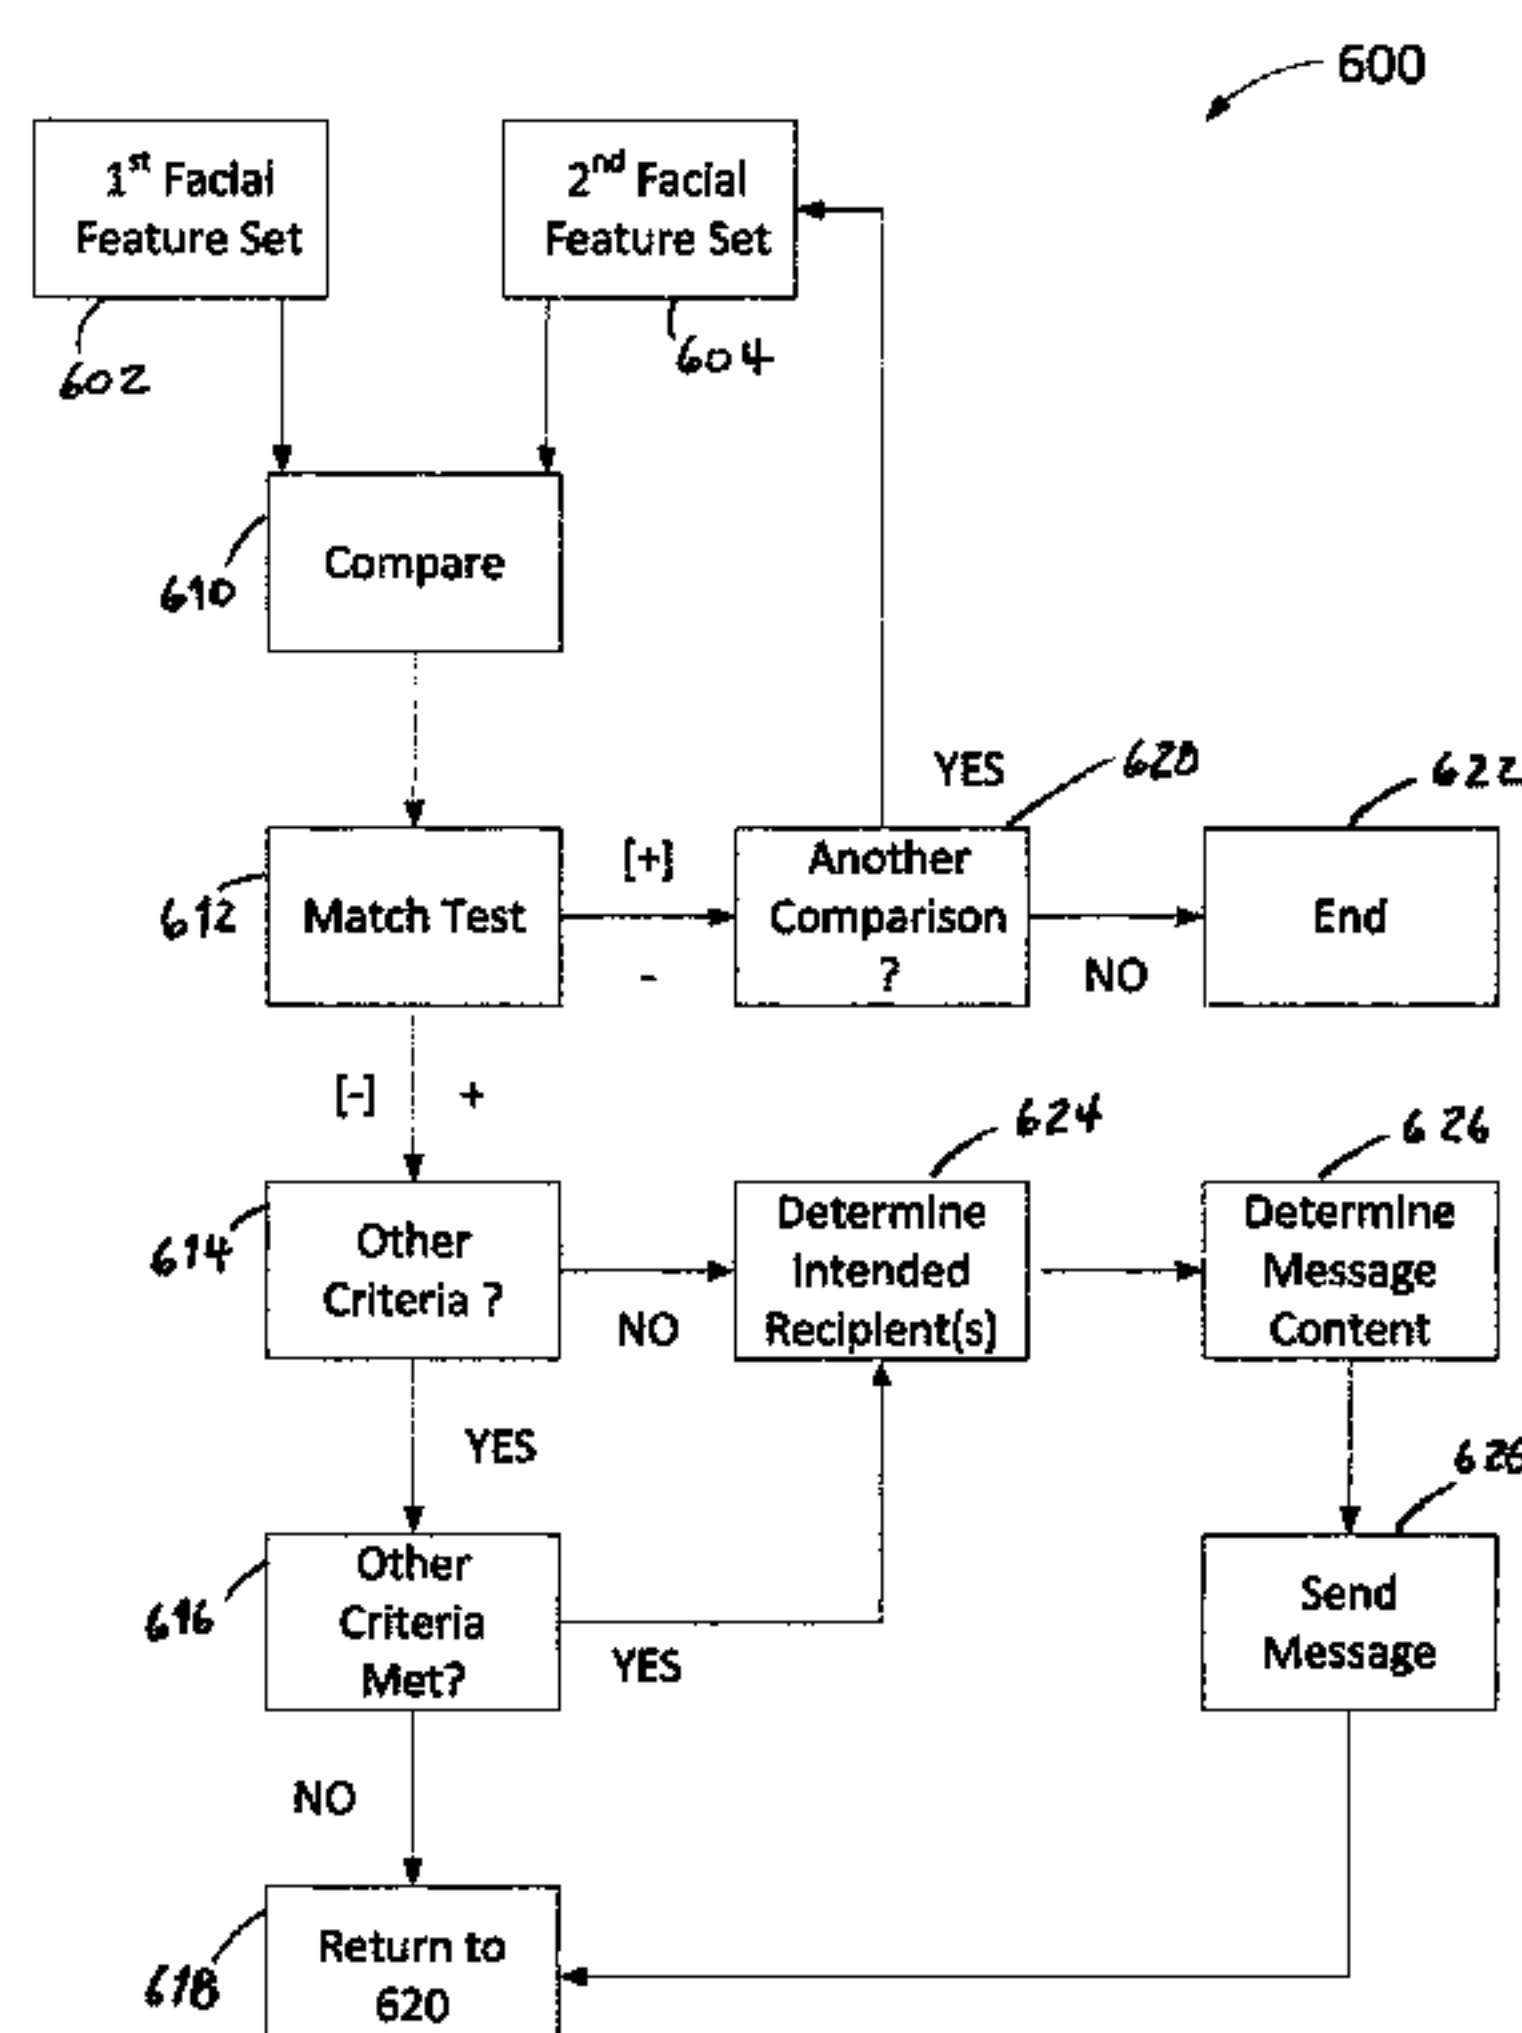 600
1st Facial
Feature Set
2nd Facial
Feature Set
602
604
Compare
610
YES
620
622
Match Test
612
[+]
-
Another
Comparison
?
NO
End
[-] +
624
626
Other
Criteria ?
614
NO
Determine
Intended
Recipient(s)
Determine
Message
Content
YES
628
Other
Criteria
Met?
616
YES
Send
Message
NO
Return to
620
618